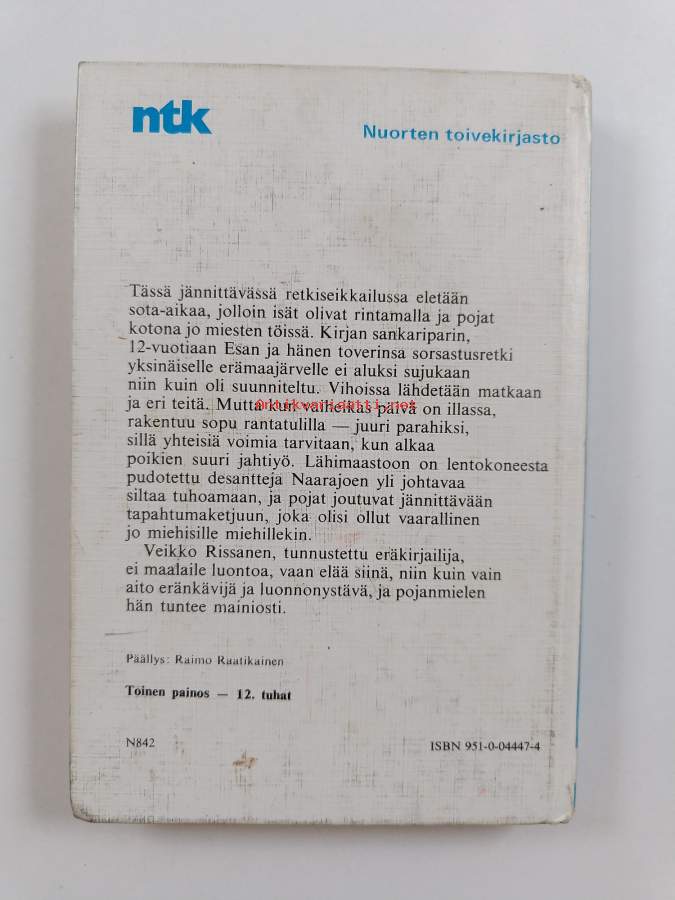 ntk
Nuorten toivekirjasto
Tässä jännittävässä retkiseikkailussa eletään
sota-aikaa, jolloin isät olivat rintamalla ja pojat
kotona jo miesten töissä. Kirjan sankariparin,
12-vuotiaan Esan ja hänen toverinsa sorsastusretki
yksinäiselle erämaajärvelle ei aluksi sujukaan
niin kuin oli suunniteltu. Vihoissa lähdetään matkaan
ja eri teitä. Mutta kun vaiheikas päivä on illassa,
antikvariaatti.net
rakentuu sopu rantatulilla — juuri parahiksi,
sillä yhteisiä voimia tarvitaan, kun alkaa
poikien suuri jahtiyö. Lähimaastoon on lentokoneesta
pudotettu desantteja Naarajoen yli johtavaa
siltaa tuhoamaan, ja pojat joutuvat jännittävään
tapahtumaketjuun, joka olisi ollut vaarallinen
jo miehisille miehillekin.
Veikko Rissanen, tunnustettu eräkirjailija,
ei maalaile luontoa, vaan elää siinä, niin kuin vain
aito eränkävijä ja luonnonystävä, ja pojanmielen
hän tuntee mainiosti.
Päällys: Raimo Raatikainen
Toinen painos — 12. tuhat
N842
ISBN 951-0-04447-4